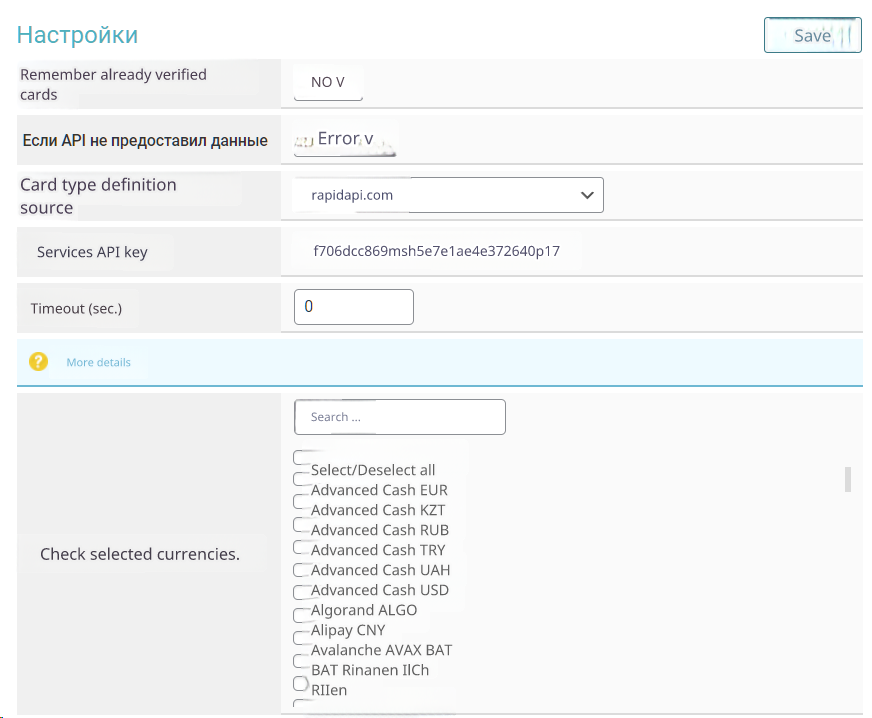 Настройки
Save
Remember already verified
cards
NO V
Если API не предоставил данные
Error v
Card type definition
source
rapidapi.com
Services API key
f706dcc869msh5e7e1ae4e372640p17
Timeout (sec.)
0
More details
Search ...
Select/Deselect all
Advanced Cash EUR
Advanced Cash KZT
Advanced Cash RUB
Advanced Cash TRY
Check selected currencies.
Advanced Cash UAH
Advanced Cash USD
Algorand ALGO
Alipay CNY
Avalanche AVAX BAT
BAT Rinanen IlCh
RIIen